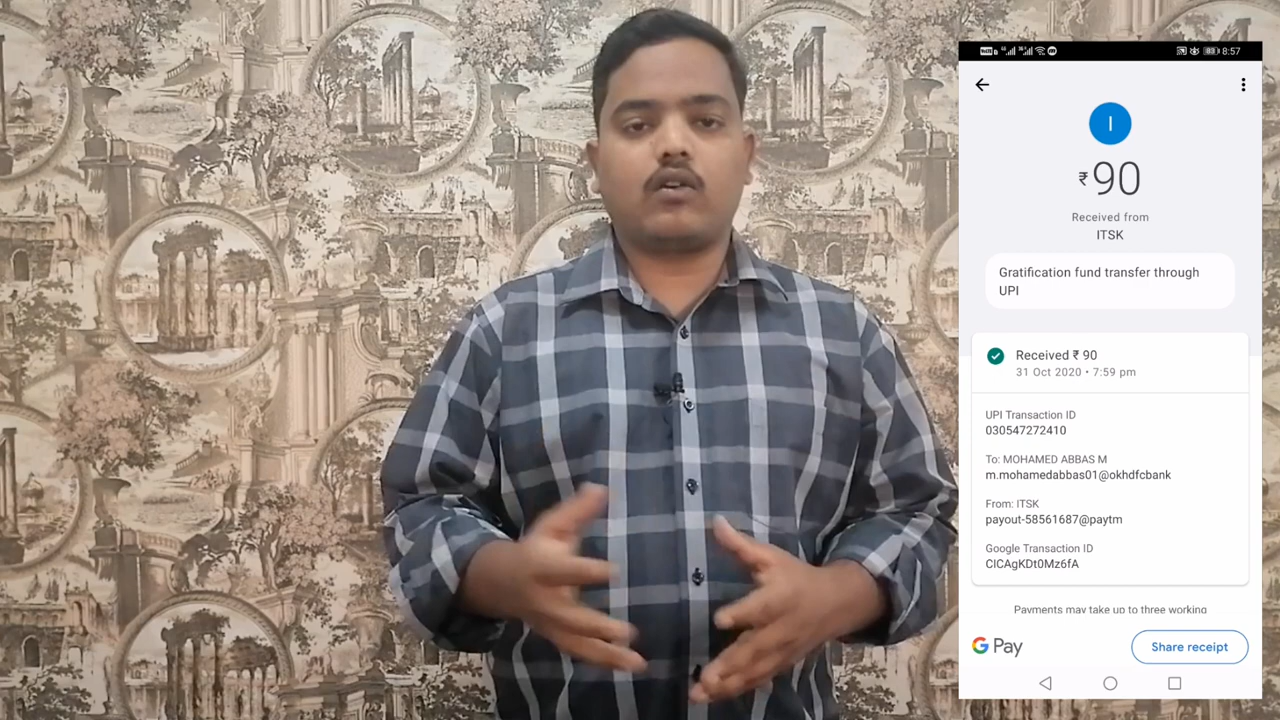 8:57
I
₹90
Received from
ITSK
Gratification fund transfer through
UPI
Received ₹ 90
31 Oct 2020 • 7:59 pm
UPI Transaction ID
030547272410
To: MOHAMED ABBAS M
m.mohamedabbas01@okhdfcbank
From: ITSK
payout-58561687@paytm
Google Transaction ID
CICAgKDt0Mz6fA
Payments may take up to three working
G Pay
Share receipt